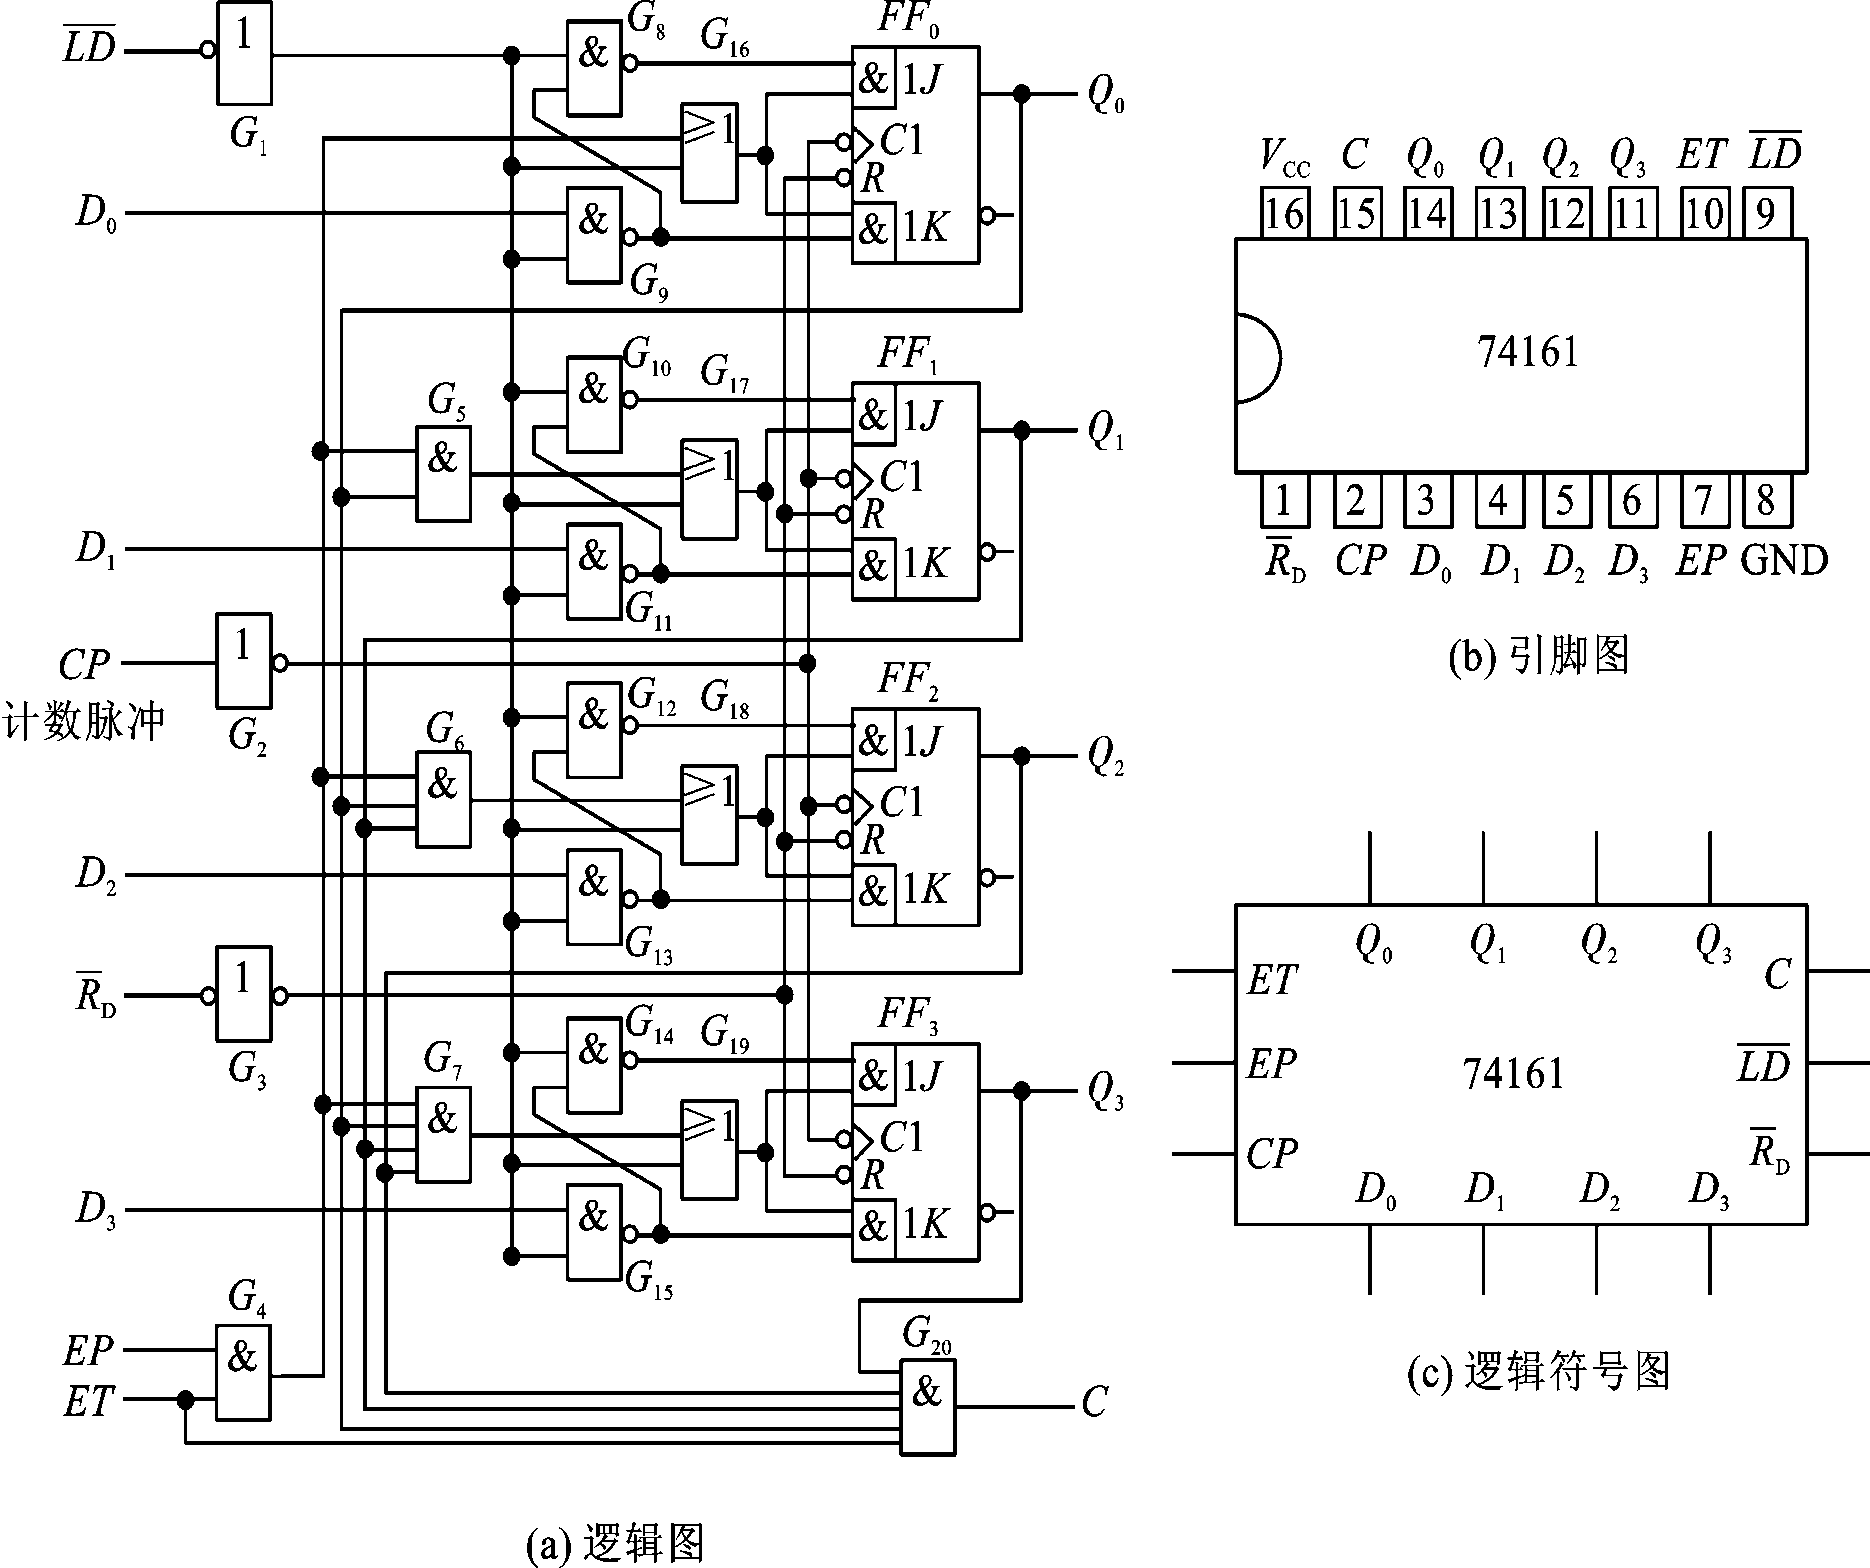 $\overline{LD}$
1
G₁
&
G₈
G₁₆
FF₀
&
1J
Q₀
≥1
C1
R
D₀
&
G₉
&
1K
&
G₁₀
G₁₇
FF₁
&
1J
Q₁
G₅
&
≥1
C1
R
D₁
&
G₁₁
&
1K
CP
计数脉冲
1
G₂
&
G₁₂
G₁₈
FF₂
&
1J
Q₂
G₆
&
≥1
C1
R
D₂
&
G₁₃
&
1K
$\overline{R}$D
1
G₃
&
G₁₄
G₁₉
FF₃
&
1J
Q₃
G₇
&
≥1
C1
R
D₃
&
G₁₅
&
1K
EP
ET
G₄
&
G₂₀
&
C
(a) 逻辑图
VCC C Q₀ Q₁ Q₂ Q₃ ET $\overline{LD}$
16 15 14 13 12 11 10 9
74161
1 2 3 4 5 6 7 8
$\overline{R}$D CP D₀ D₁ D₂ D₃ EP GND
(b) 引脚图
Q₀ Q₁ Q₂ Q₃
ET C
EP 74161 $\overline{LD}$
CP $\overline{R}$D
D₀ D₁ D₂ D₃
(c) 逻辑符号图